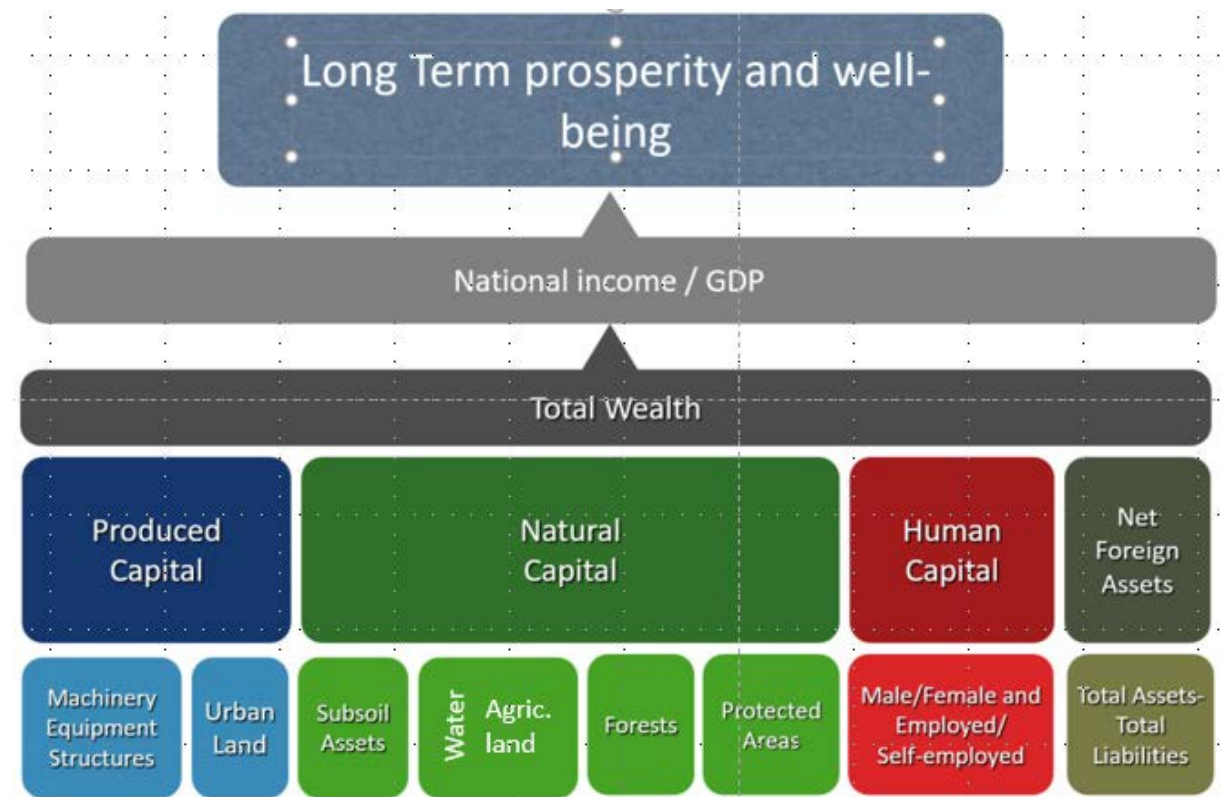 Long Term prosperity and well-
being
National income / GDP
Total Wealth
Produced
Capital
Natural
Capital
Human
Capital
Net
Foreign
Assets
Machinery
Equipment
Structures
Urban
Land
Subsoil
Assets
Water
Agric.
land
Forests
Protected
Areas
Male/Female and
Employed/
Self-employed
Total Assets-
Total
Liabilities